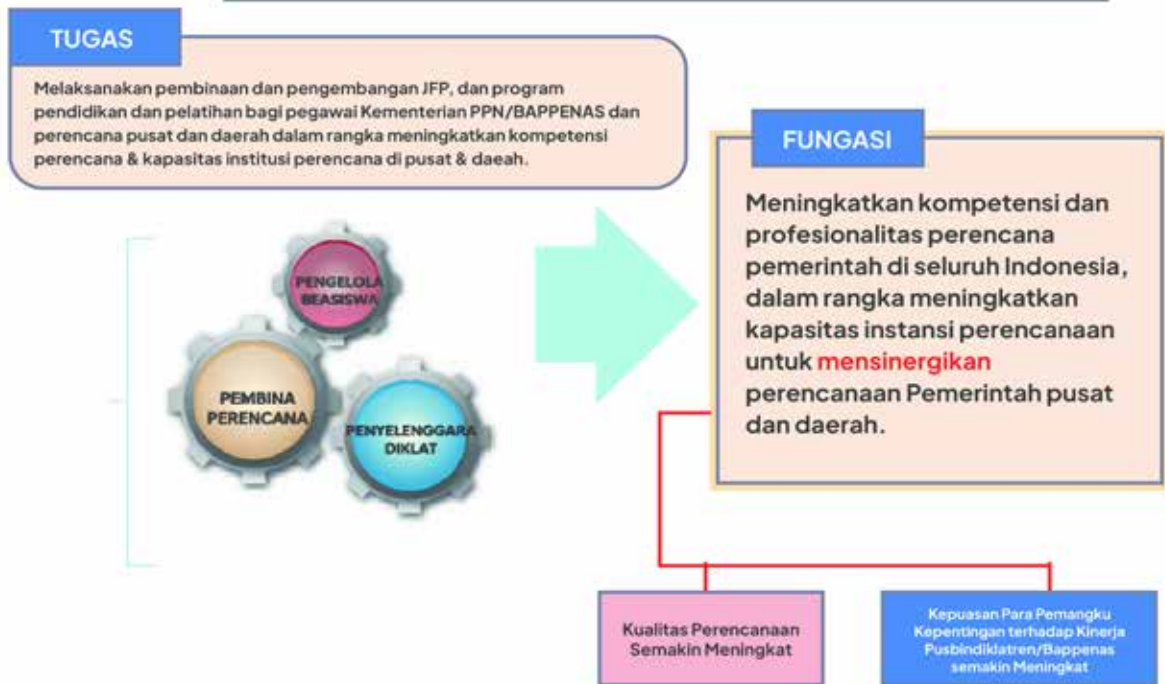 TUGAS
Melaksanakan pembinaan dan pengembangan JFP, dan program
pendidikan dan pelatihan bagi pegawai Kementerian PPN/BAPPENAS dan
perencana pusat dan daerah dalam rangka meningkatkan kompetensi
perencana & kapasitas institusi perencana di pusat & daeah.
FUNGASI
Meningkatkan kompetensi dan
profesionalitas perencana
pemerintah di seluruh Indonesia,
dalam rangka meningkatkan
kapasitas instansi perencanaan
untuk mensinergikan
perencanaan Pemerintah pusat
dan daerah.
PENGELOLA
BEASISWA
PEMBINA
PERENCANA
PENYELENGGARA
DIKLAT
Kualitas Perencanaan
Semakin Meningkat
Kepuasan Para Pemangku
Kepentingan terhadap Kinerja
Pusbindiklatren/Bappenas
semakin Meningkat